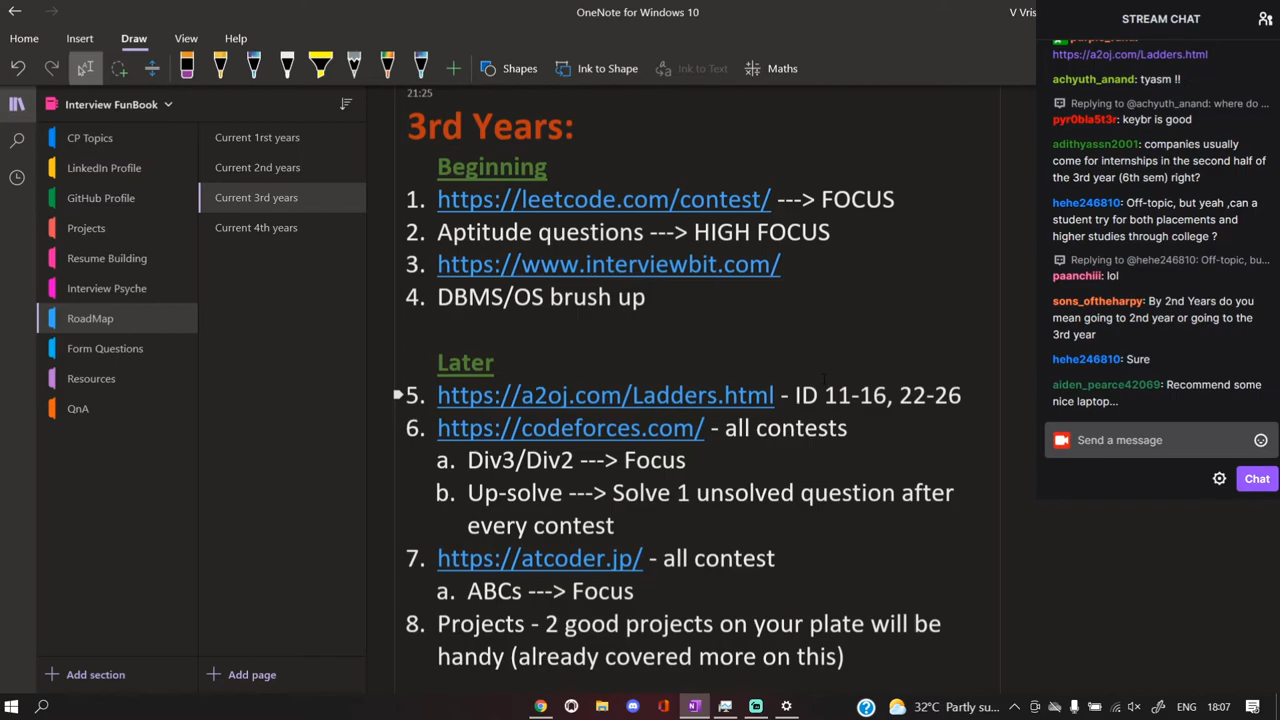 OneNote for Windows 10
V Vris
Home
Insert
Draw
View
Help
Shapes
Ink to Shape
Ink to Text
Maths
Interview FunBook
CP Topics
LinkedIn Profile
GitHub Profile
Projects
Resume Building
Interview Psyche
RoadMap
Form Questions
Resources
QnA
Add section
Current 1rst years
Current 2nd years
Current 3rd years
Current 4th years
Add page
21:25
3rd Years:
Beginning
1. https://leetcode.com/contest/ ---> FOCUS
2. Aptitude questions ---> HIGH FOCUS
3. https://www.interviewbit.com/
4. DBMS/OS brush up
Later
5. https://a2oj.com/Ladders.html - ID 11-16, 22-26
6. https://codeforces.com/ - all contests
a. Div3/Div2 ---> Focus
b. Up-solve ---> Solve 1 unsolved question after
every contest
7. https://atcoder.jp/ - all contest
a. ABCs ---> Focus
8. Projects - 2 good projects on your plate will be
handy (already covered more on this)
STREAM CHAT
https://a2oj.com/Ladders.html
achyuth_anand: tyasm !!
Replying to @achyuth_anand: where do ...
pyr0bla5t3r: keybr is good
adithyassn2001: companies usually
come for internships in the second half of
the 3rd year (6th sem) right?
hehe246810: Off-topic, but yeah ,can a
student try for both placements and
higher studies through college ?
Replying to @hehe246810: Off-topic, bu...
paanchiii: lol
sons_oftheharpy: By 2nd Years do you
mean going to 2nd year or going to the
3rd year
hehe246810: Sure
aiden_pearce42069: Recommend some
nice laptop...
Send a message
Chat
32°C Partly su...
ENG
18:07